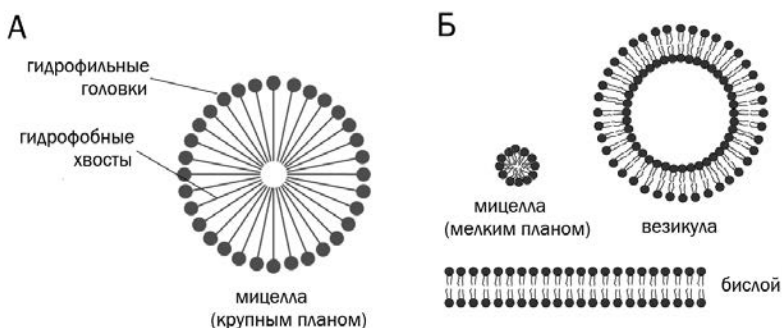 А
гидрофильные
головки
гидрофобные
хвосты
мицелла
(крупным планом)
Б
мицелла
(мелким планом)
везикула
бислой